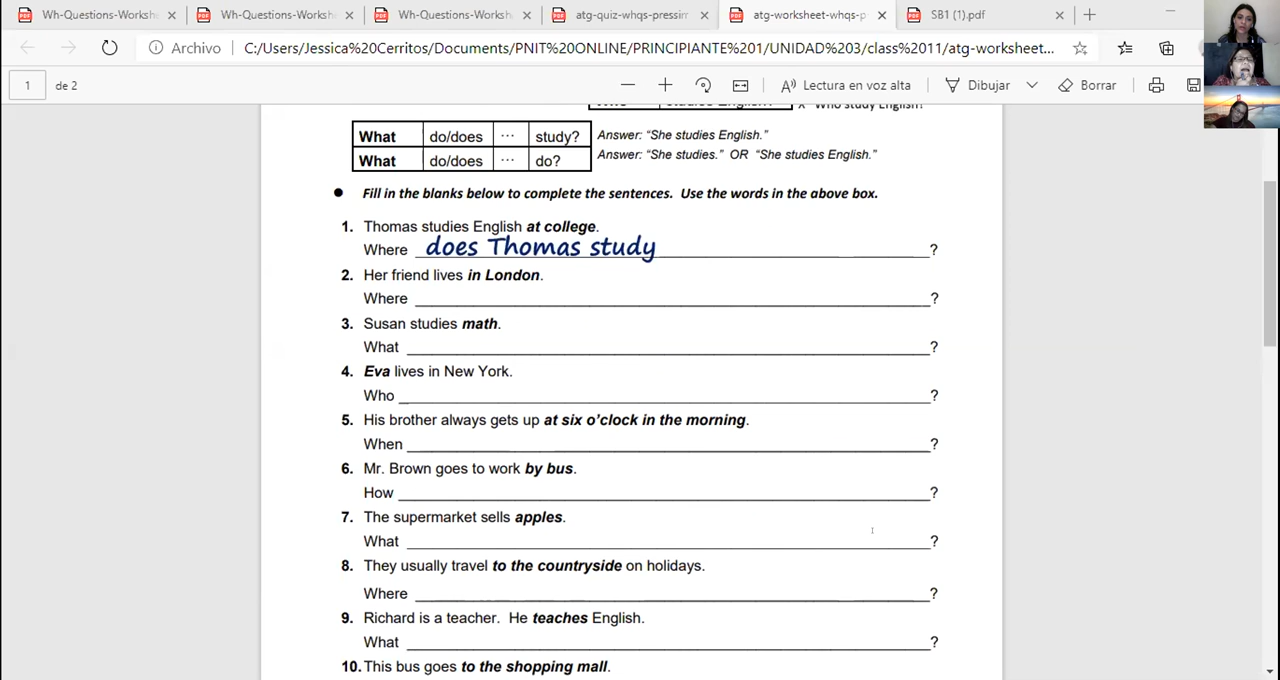 Wh-Questions-Workshe
Wh-Questions-Worksh
Wh-Questions-Worksh
atg-quiz-whqs-pressim
atg-worksheet-whqs-p
SB1 (1).pdf
Archivo C:/Users/Jessica%20Cerritos/Documents/PNIT%20ONLINE/PRINCIPIANTE%201/UNIDAD%203/class%2011/atg-worksheet...
1 de 2 Lectura en voz alta Dibujar Borrar
What do/does ... study? Answer: “She studies English.”
What do/does ... do? Answer: “She studies.” OR “She studies English.”
● Fill in the blanks below to complete the sentences. Use the words in the above box.
1. Thomas studies English at college.
Where does Thomas study ?
2. Her friend lives in London.
Where ?
3. Susan studies math.
What ?
4. Eva lives in New York.
Who ?
5. His brother always gets up at six o’clock in the morning.
When ?
6. Mr. Brown goes to work by bus.
How ?
7. The supermarket sells apples.
What ?
8. They usually travel to the countryside on holidays.
Where ?
9. Richard is a teacher. He teaches English.
What ?
10. This bus goes to the shopping mall.